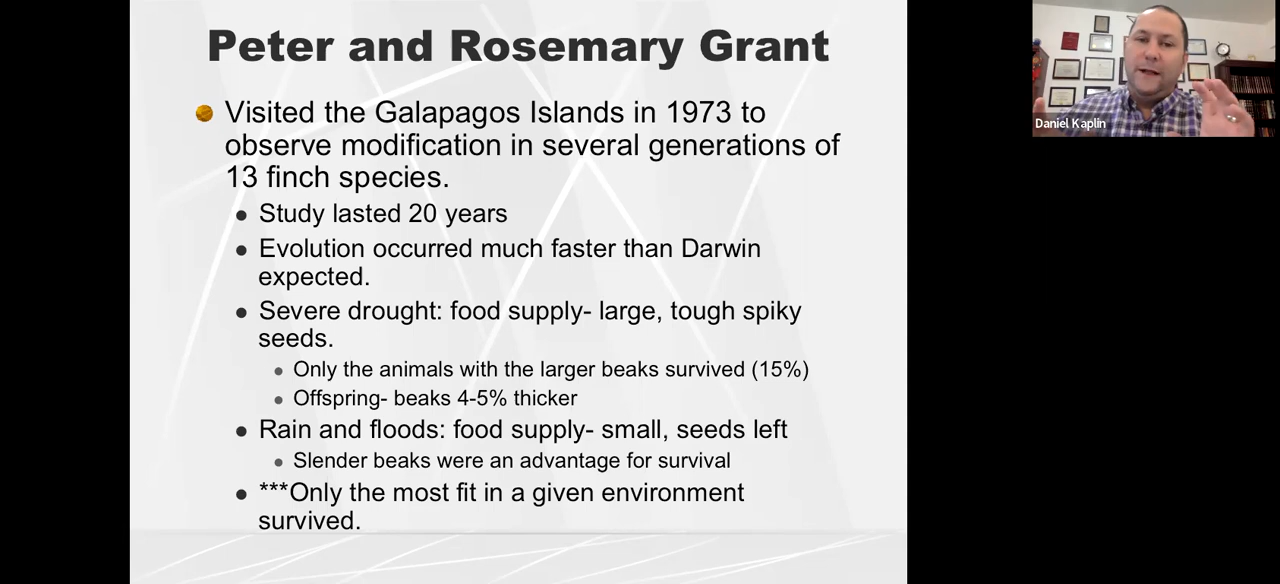 Peter and Rosemary Grant
Visited the Galapagos Islands in 1973 to
observe modification in several generations of
13 finch species.
Study lasted 20 years
Evolution occurred much faster than Darwin
expected.
Severe drought: food supply- large, tough spiky
seeds.
Only the animals with the larger beaks survived (15%)
Offspring- beaks 4-5% thicker
Rain and floods: food supply- small, seeds left
Slender beaks were an advantage for survival
***Only the most fit in a given environment
survived.
Daniel Kaplin